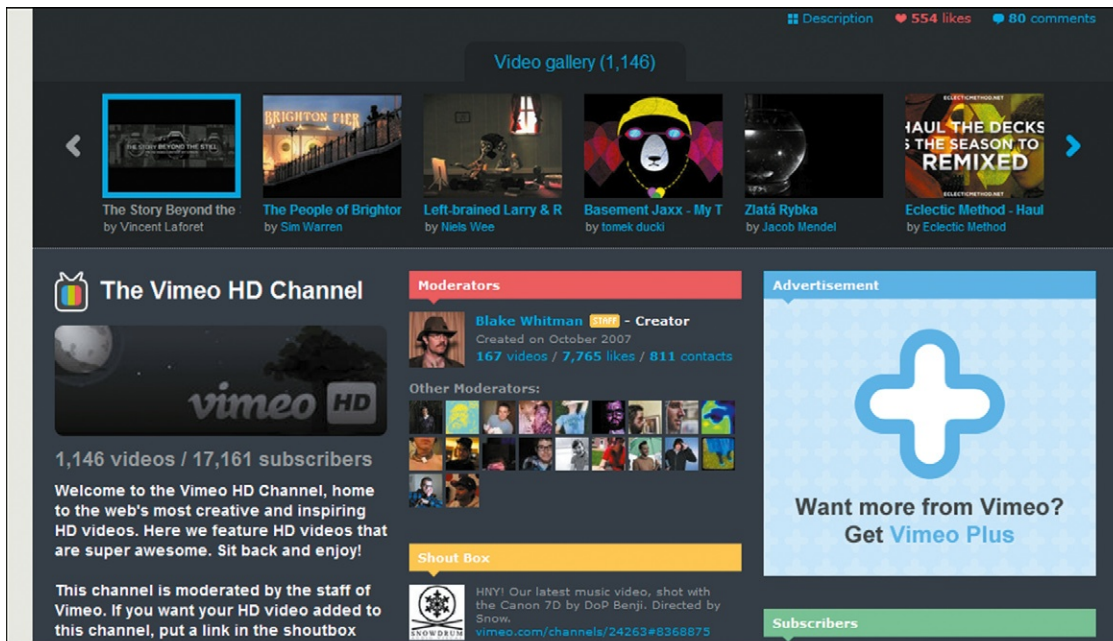 Description 554 likes 80 comments
Video gallery (1,146)
THE STORY BEYOND THE STILL
BRIGHTON PIER
ECLECTICMETHOD.NET
HAUL THE DECKS
S THE SEASON TO
REMIXED
ECLECTICMETHOD.NET
The Story Beyond the
by Vincent Laforet
The People of Brighton
by Sim Warren
Left-brained Larry & R
by Niels Wee
Basement Jaxx - My T
by tomek ducki
Zlatá Rybka
by Jacob Mendel
Eclectic Method - Haul
by Eclectic Method
The Vimeo HD Channel
vimeo HD
1,146 videos / 17,161 subscribers
Welcome to the Vimeo HD Channel, home
to the web's most creative and inspiring
HD videos. Here we feature HD videos that
are super awesome. Sit back and enjoy!
This channel is moderated by the staff of
Vimeo. If you want your HD video added to
this channel, put a link in the shoutbox
Moderators
Blake Whitman STAFF - Creator
Created on October 2007
167 videos / 7,765 likes / 811 contacts
Other Moderators:
Shout Box
SNOWDRUM
HNY! Our latest music video, shot with
the Canon 7D by DoP Benji. Directed by
Snow.
vimeo.com/channels/24263#8368875
Advertisement
Want more from Vimeo?
Get Vimeo Plus
Subscribers